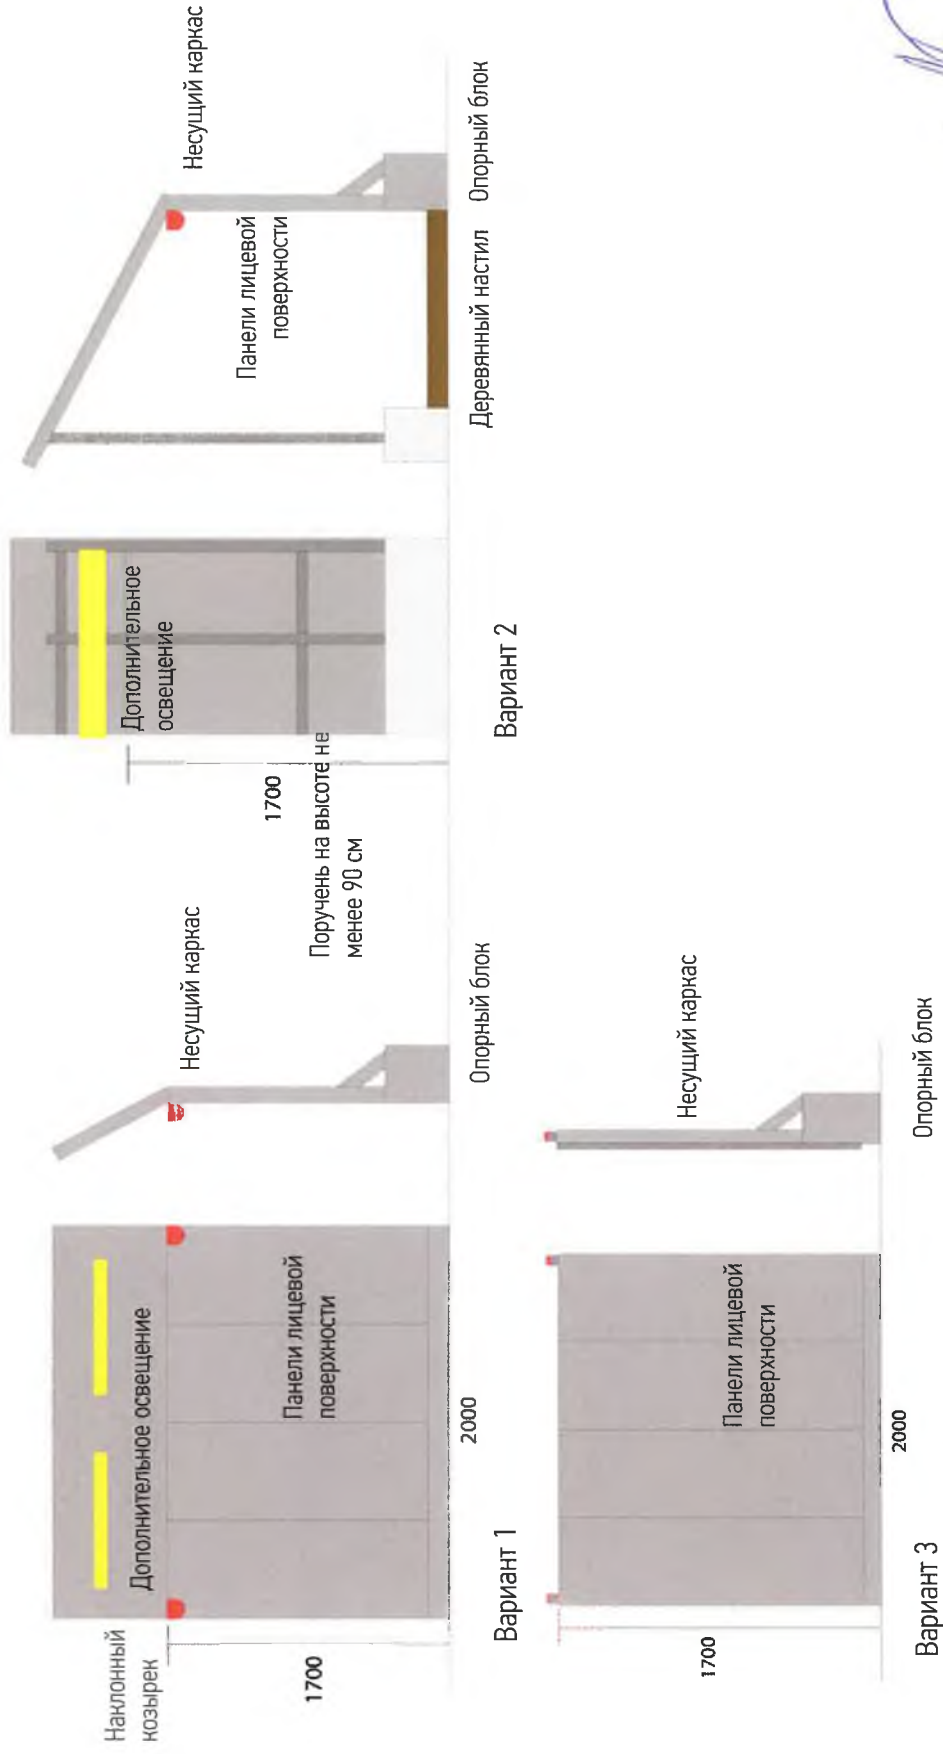 Наклонный
козырек
Дополнительное освещение
Несущий каркас
1700
Панели лицевой
поверхности
2000
Опорный блок
Вариант 1
Дополнительное
освещение
1700
Поручень на высоте не
менее 90 см
Несущий каркас
Панели лицевой
поверхности
Деревянный настил
Опорный блок
Вариант 2
1700
Панели лицевой
поверхности
2000
Несущий каркас
Опорный блок
Вариант 3